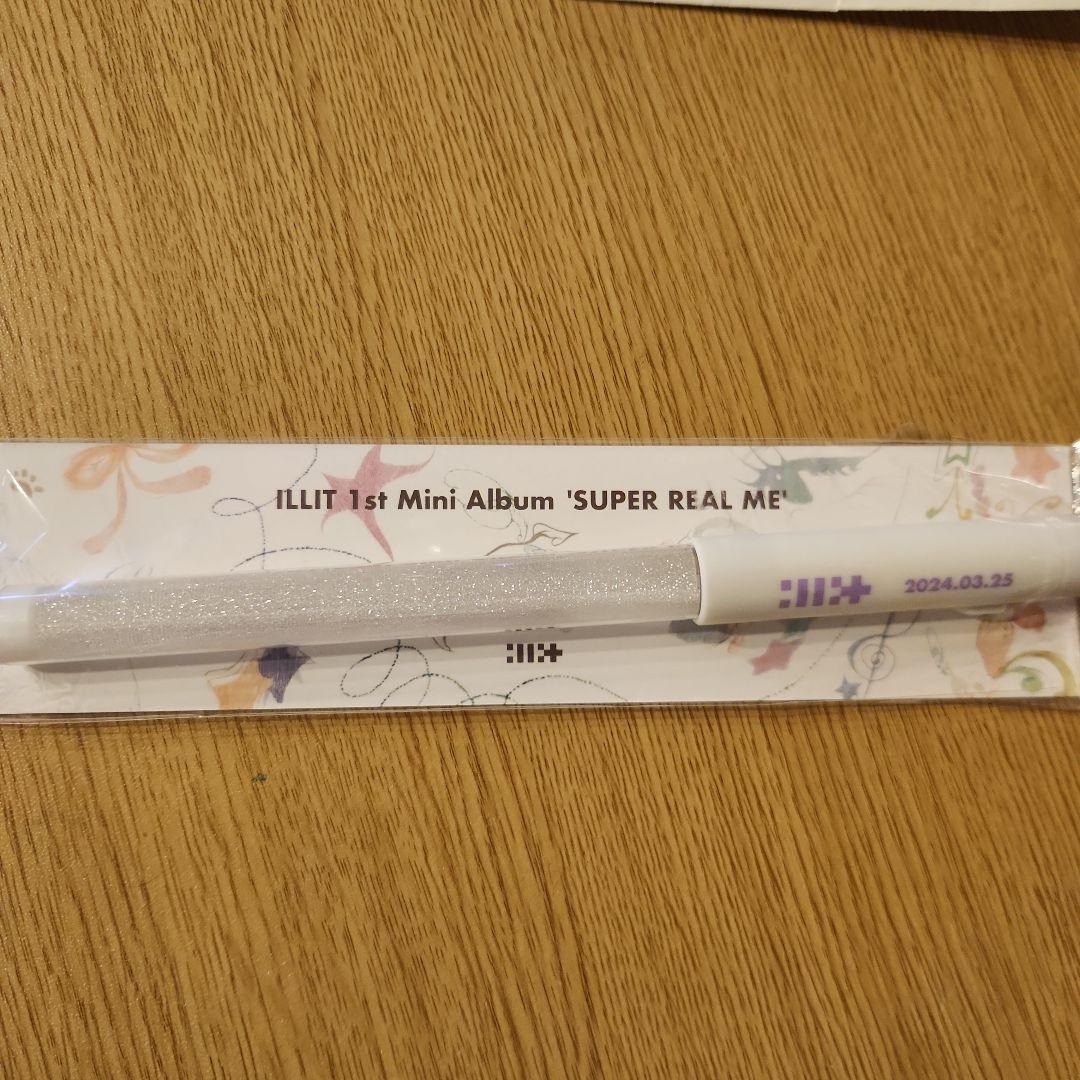 ILLIT 1st Mini Album 'SUPER REAL ME'
2024.03.25